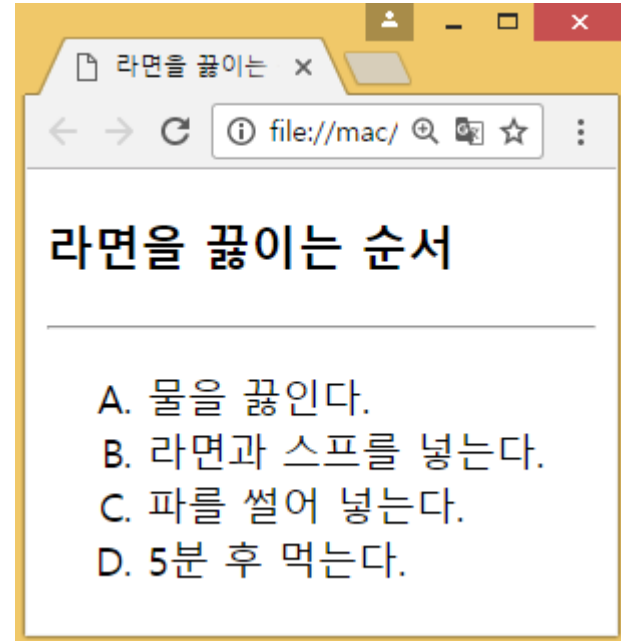 라면을 끓이는
file://mac/
라면을 끓이는 순서
A. 물을 끓인다.
B. 라면과 스프를 넣는다.
C. 파를 썰어 넣는다.
D. 5분 후 먹는다.